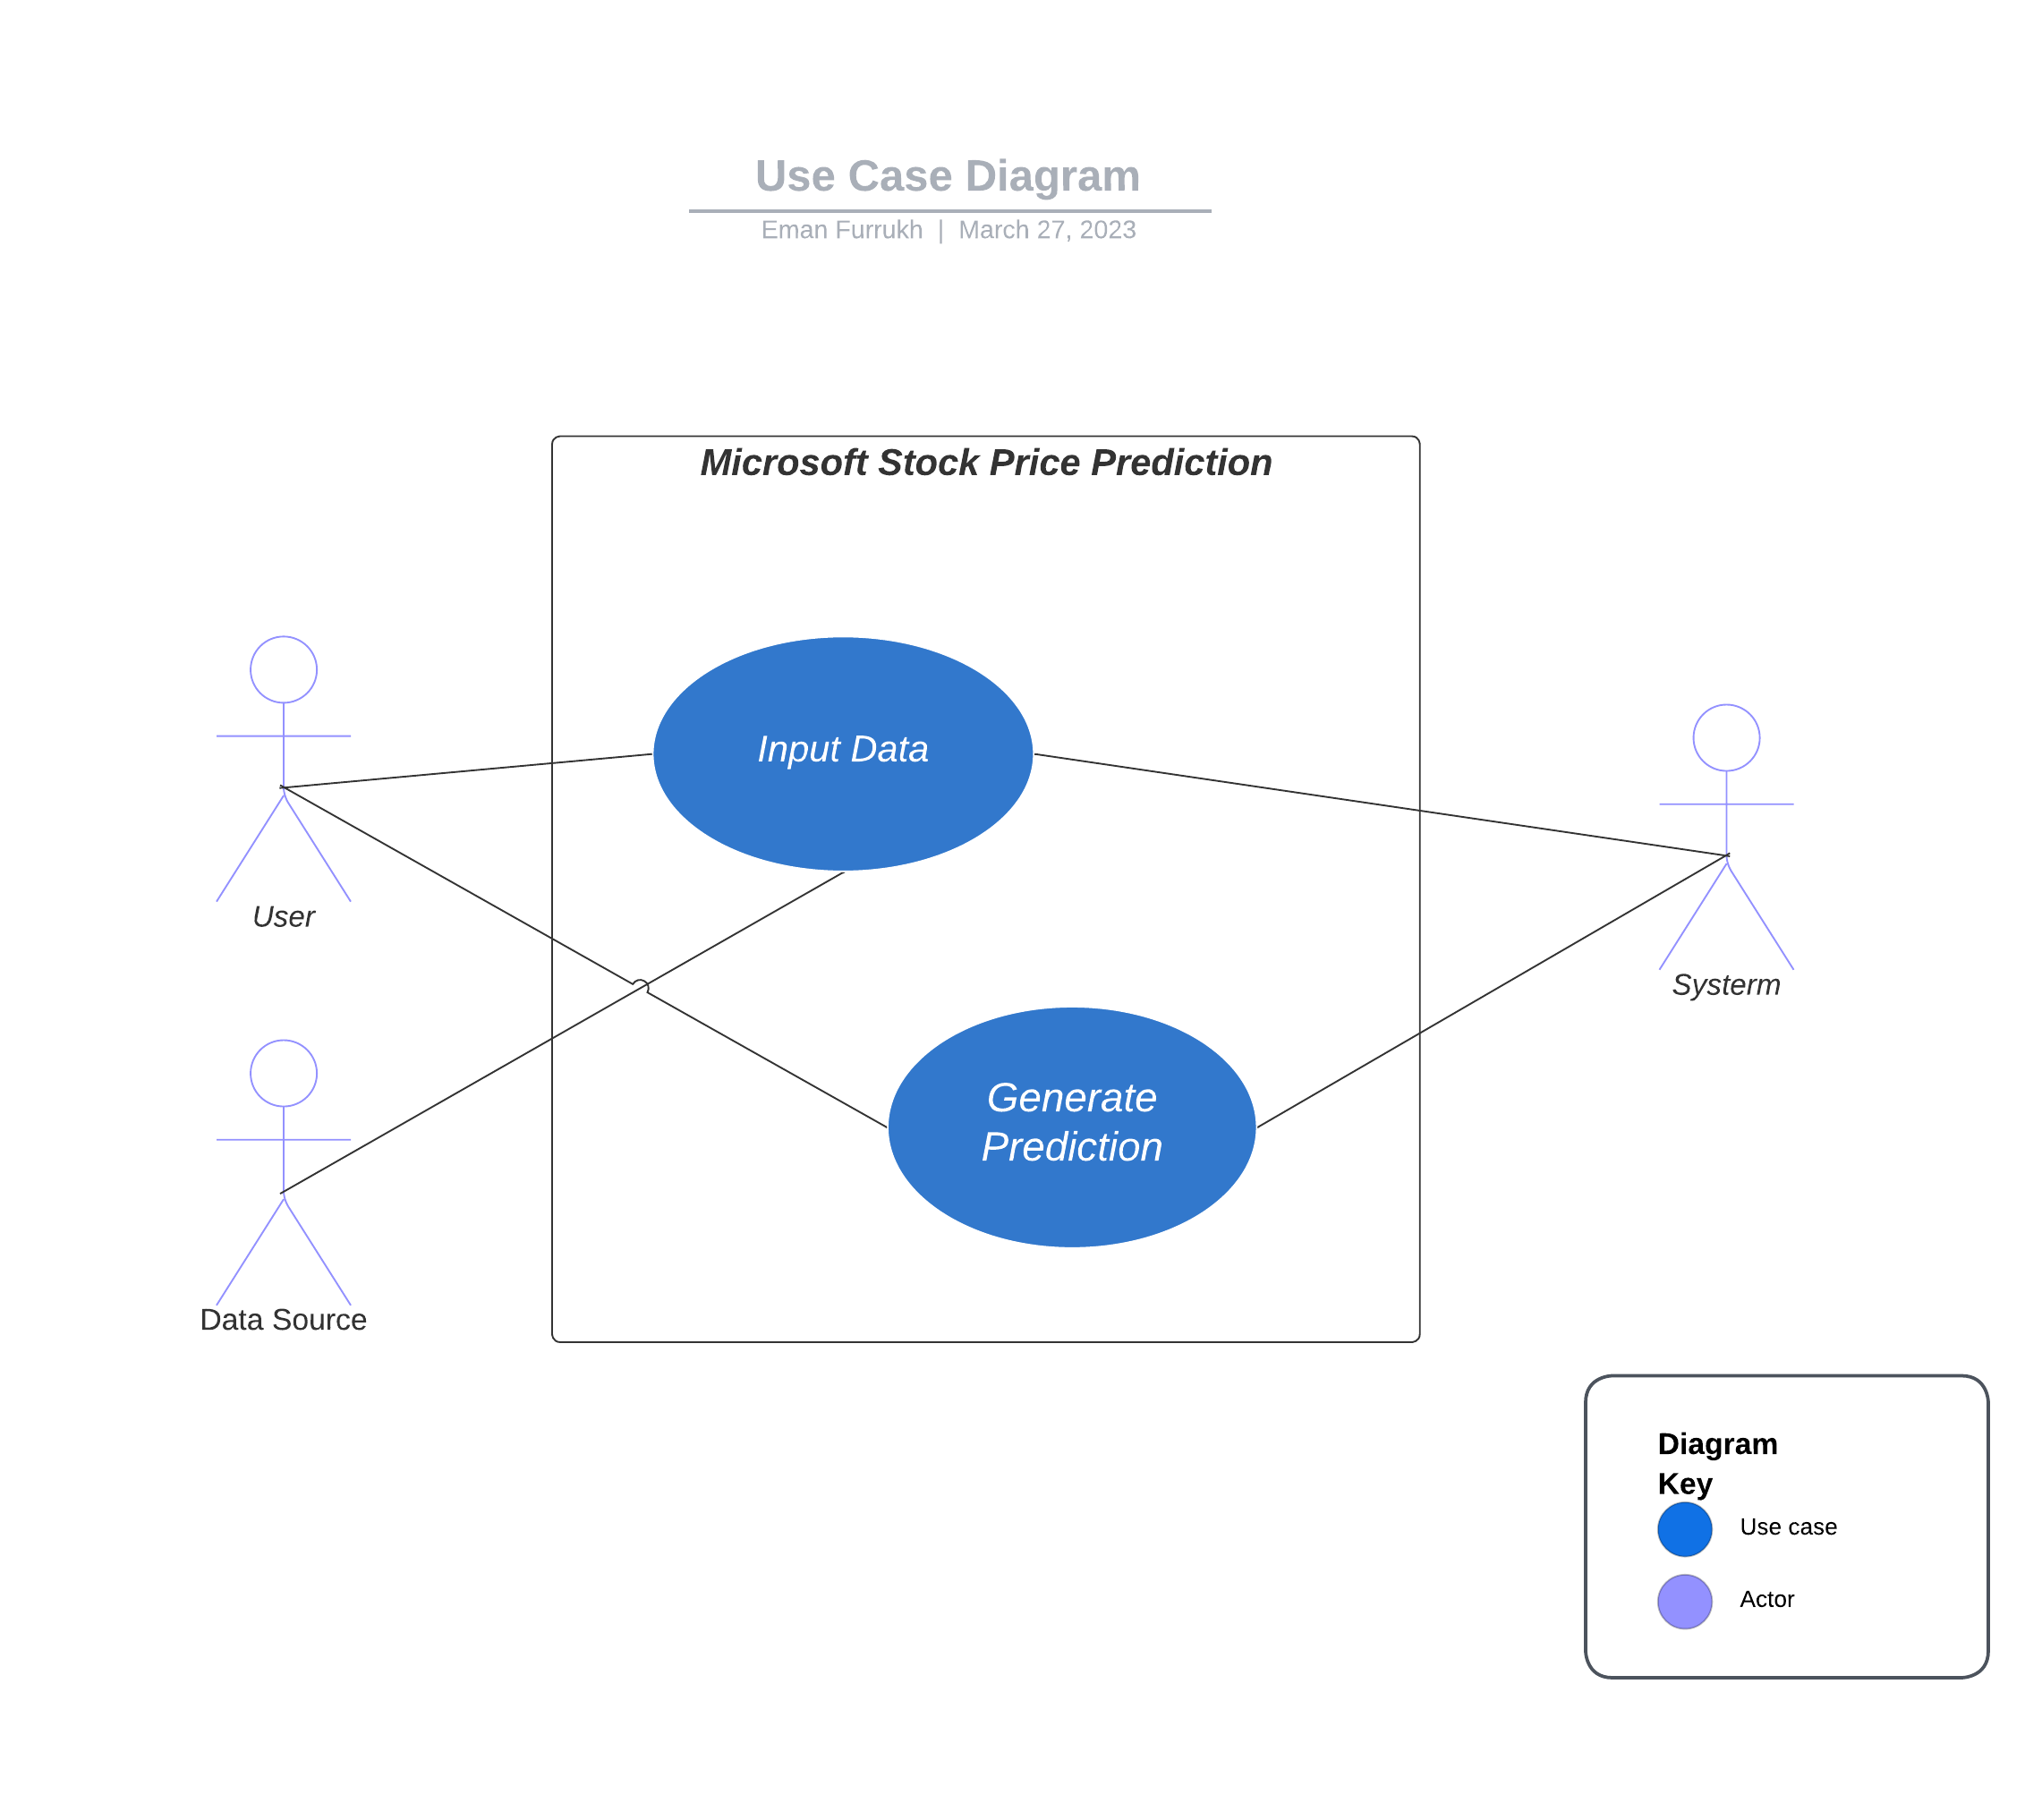 Use Case Diagram
Eman Furrukh | March 27, 2023
Microsoft Stock Price Prediction
Input Data
User
Systerm
Generate
Prediction
Data Source
Diagram
Key
Use case
Actor